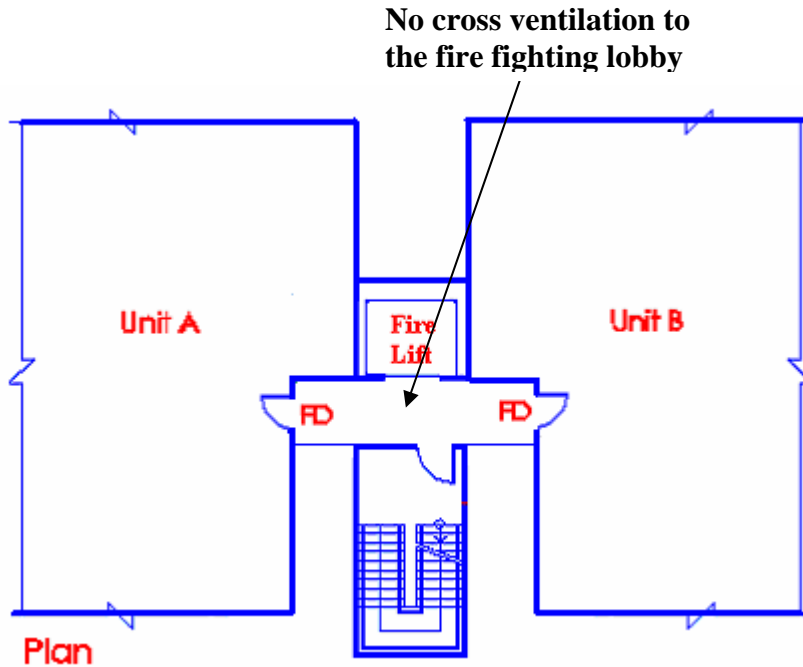 No cross ventilation to
the fire fighting lobby
Unit A
Fire
Lift
Unit B
FD
FD
Plan